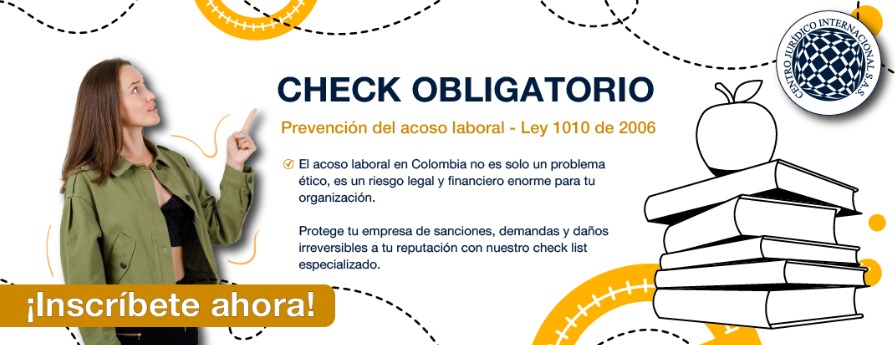 CENTRO JURÍDICO INTERNACIONAL S.A.S.
CHECK OBLIGATORIO
Prevención del acoso laboral - Ley 1010 de 2006
El acoso laboral en Colombia no es solo un problema
ético, es un riesgo legal y financiero enorme para tu
organización.
Protege tu empresa de sanciones, demandas y daños
irreversibles a tu reputación con nuestro check list
especializado.
¡Inscríbete ahora!